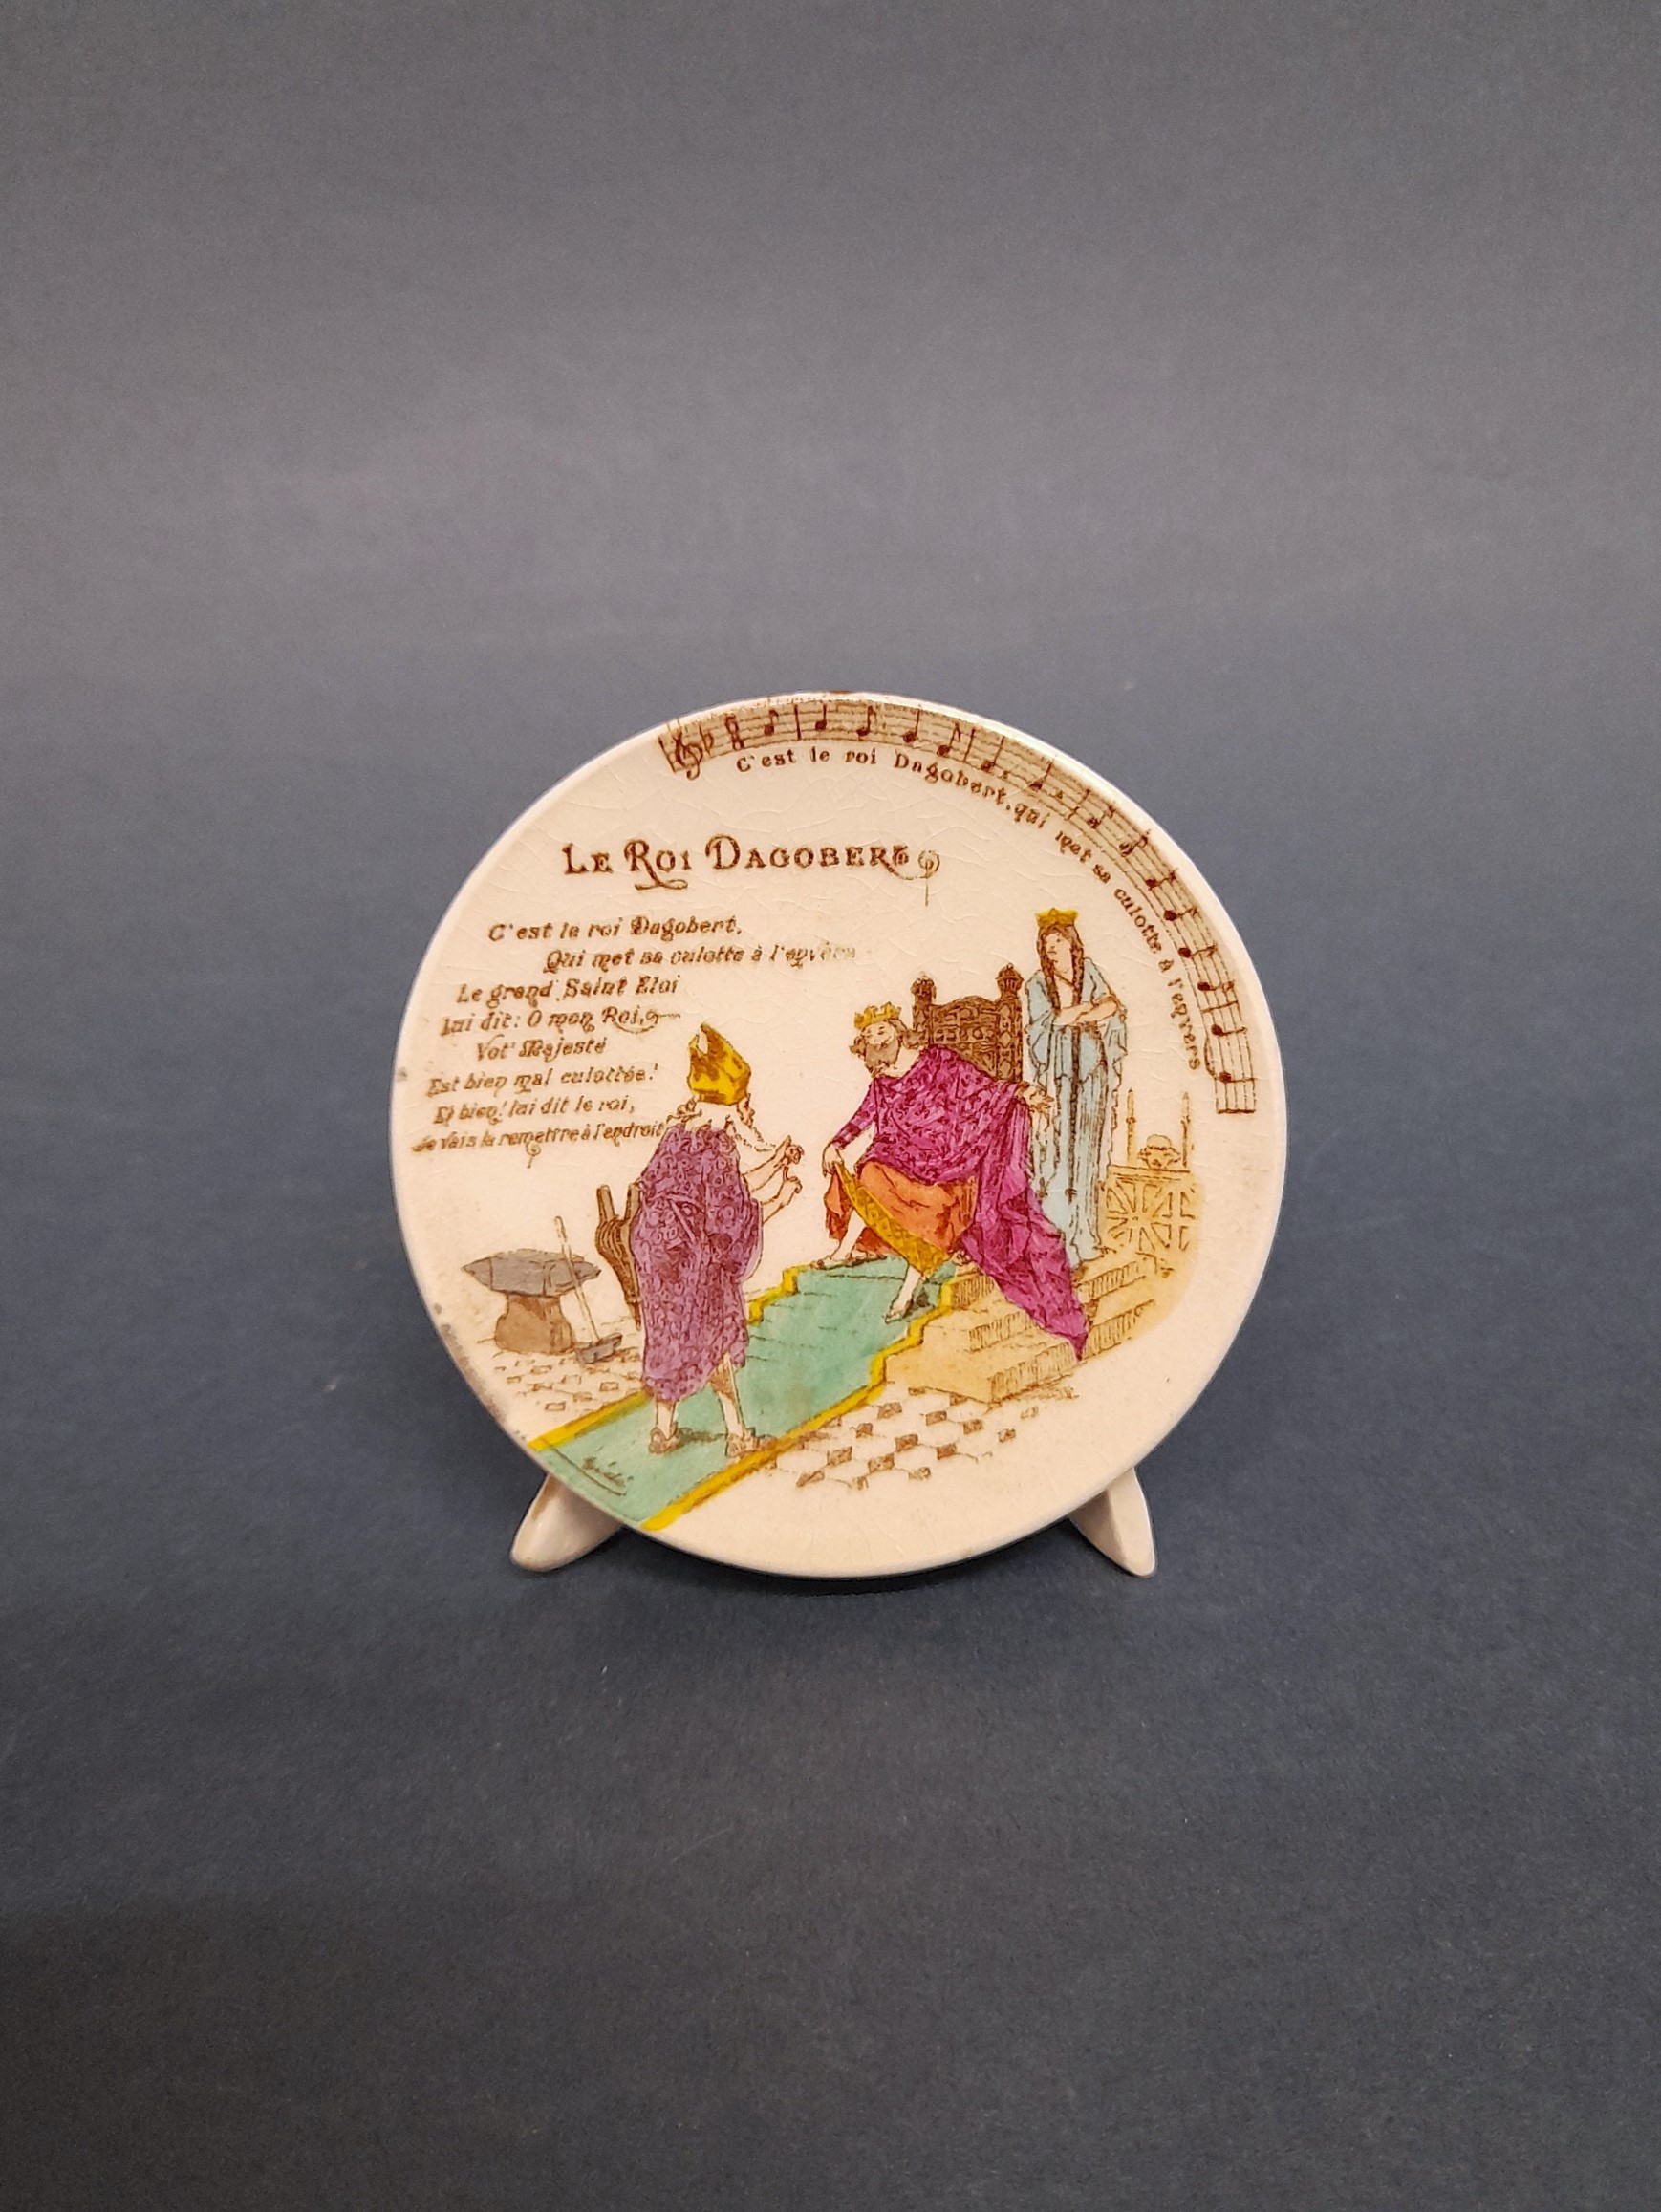 C'est le roi Dagobert, qui met sa culotte à l'envers
LE ROI DAGOBERT
C'est le roi Dagobert,
Qui met sa culotte à l'envers
Le grand Saint Eloi
Lui dit: O mon Roi,
Vot' Majesté
Est bien mal culottée!
Eh bien! lui dit le roi,
Je vais la remettre à l'endroit